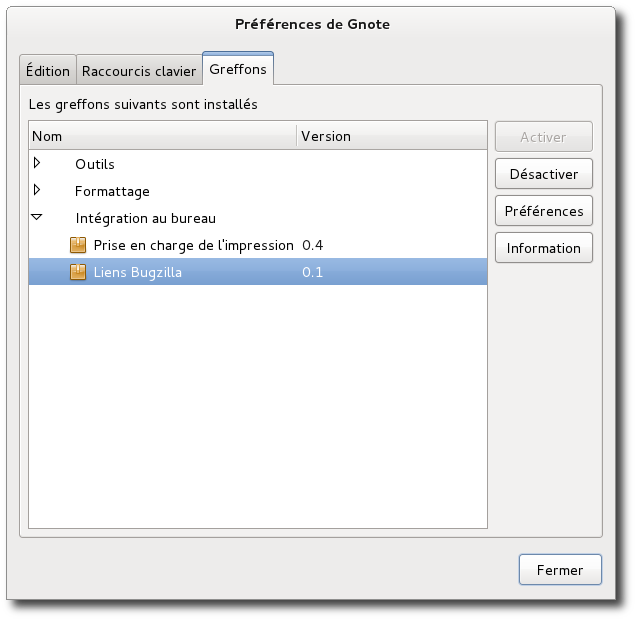 Préférences de Gnote
Édition Raccourcis clavier Greffons
Les greffons suivants sont installés
Nom Version
Outils
Formattage
Intégration au bureau
Prise en charge de l'impression 0.4
Liens Bugzilla 0.1
Activer
Désactiver
Préférences
Information
Fermer